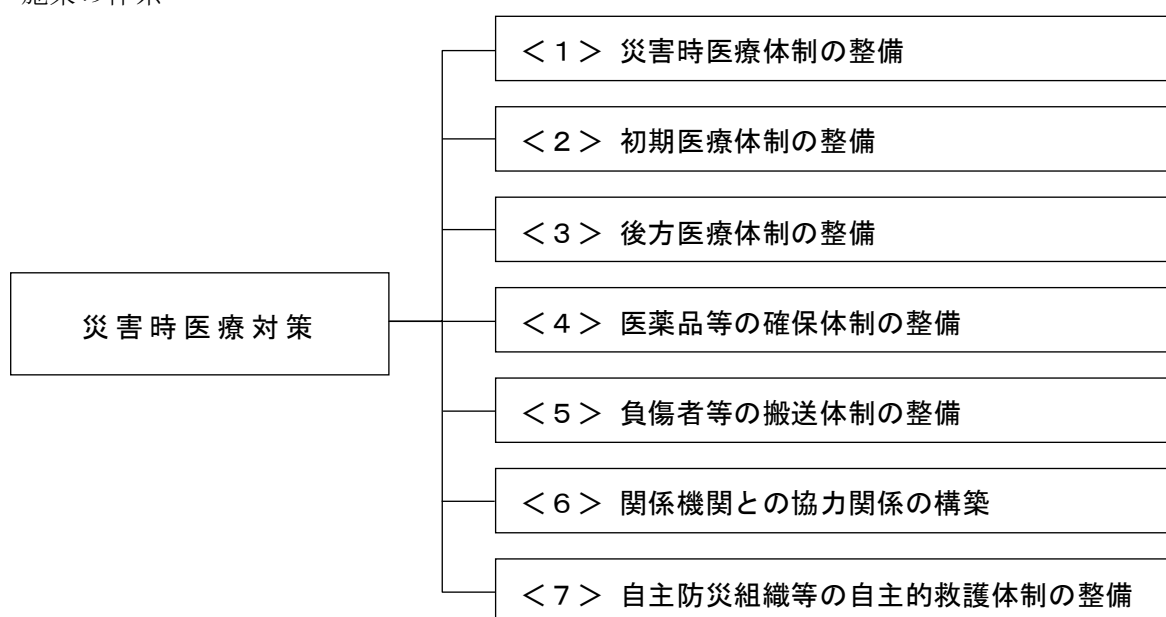 施策の体系
＜１＞ 災害時医療体制の整備
＜２＞ 初期医療体制の整備
＜３＞ 後方医療体制の整備
災害時医療対策
＜４＞ 医薬品等の確保体制の整備
＜５＞ 負傷者等の搬送体制の整備
＜６＞ 関係機関との協力関係の構築
＜７＞ 自主防災組織等の自主的救護体制の整備